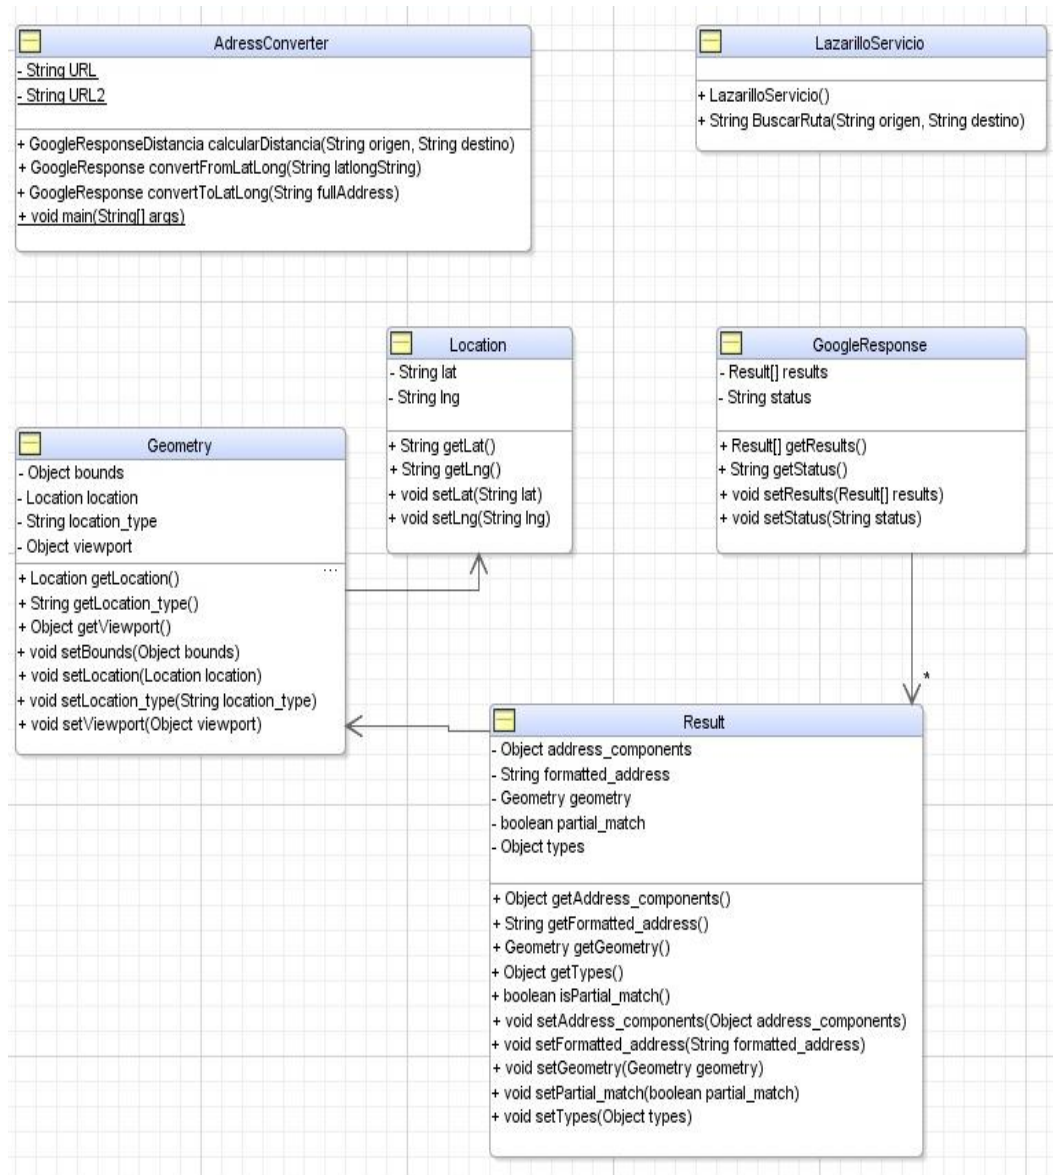 AdressConverter
- String URL
- String URL2
+ GoogleResponseDistancia calcularDistancia(String origen, String destino)
+ GoogleResponse convertFromLatLong(String latlongString)
+ GoogleResponse convertToLatLong(String fullAddress)
+ void main(String[] args)
LazarilloServicio
+ LazarilloServicio()
+ String BuscarRuta(String origen, String destino)
Location
- String lat
- String lng
+ String getLat()
+ String getLng()
+ void setLat(String lat)
+ void setLng(String lng)
GoogleResponse
- Result[] results
- String status
+ Result[] getResults()
+ String getStatus()
+ void setResults(Result[] results)
+ void setStatus(String status)
Geometry
- Object bounds
- Location location
- String location_type
- Object viewport
...
+ Location getLocation()
+ String getLocation_type()
+ Object getViewport()
+ void setBounds(Object bounds)
+ void setLocation(Location location)
+ void setLocation_type(String location_type)
+ void setViewport(Object viewport)
*
Result
- Object address_components
- String formatted_address
- Geometry geometry
- boolean partial_match
- Object types
+ Object getAddress_components()
+ String getFormatted_address()
+ Geometry getGeometry()
+ Object getTypes()
+ boolean isPartial_match()
+ void setAddress_components(Object address_components)
+ void setFormatted_address(String formatted_address)
+ void setGeometry(Geometry geometry)
+ void setPartial_match(boolean partial_match)
+ void setTypes(Object types)